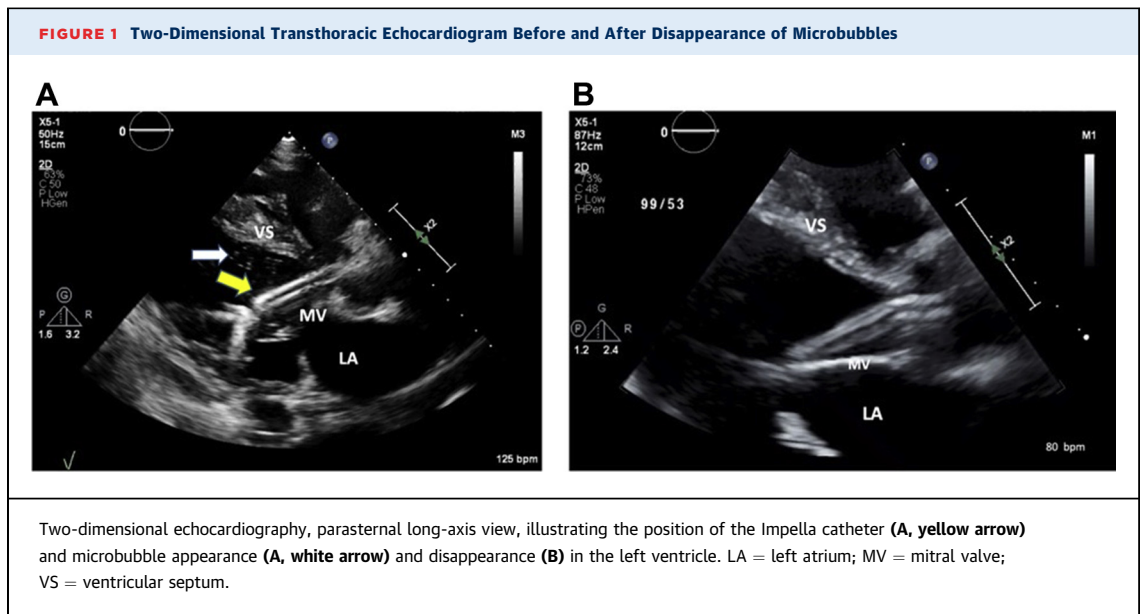 FIGURE 1 Two-Dimensional Transthoracic Echocardiogram Before and After Disappearance of Microbubbles
A
X5-1
50Hz
15cm
2D
63%
C 50
P Low
HGen
0
P
M3
X2
VS
MV
LA
G
P R
1.6 3.2
125 bpm
B
X5-1
87Hz
12cm
2D
73%
C 48
P Low
HPen
0
99/53
P
M1
X2
VS
MV
LA
G
P R
1.2 2.4
80 bpm
Two-dimensional echocardiography, parasternal long-axis view, illustrating the position of the Impella catheter (A, yellow arrow)
and microbubble appearance (A, white arrow) and disappearance (B) in the left ventricle. LA = left atrium; MV = mitral valve;
VS = ventricular septum.